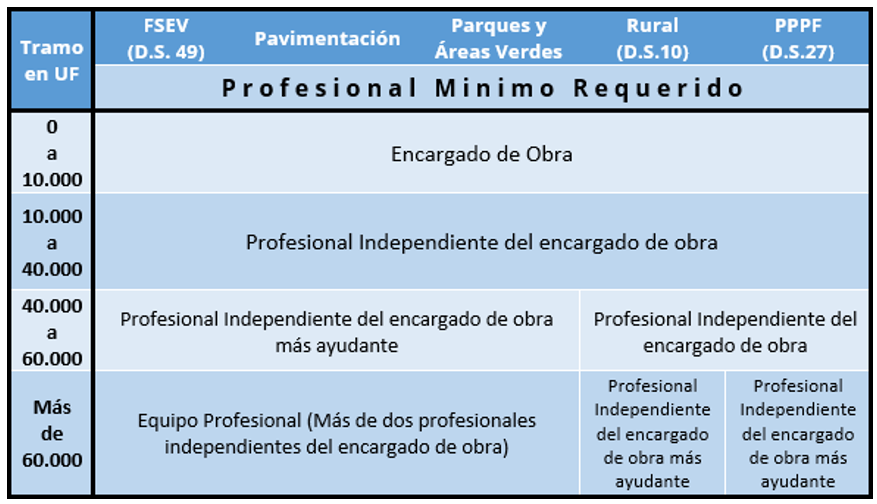 Tramo
en UF
FSEV
(D.S. 49)
Pavimentación
Parques y
Áreas Verdes
Rural
(D.S.10)
PPPF
(D.S.27)
Profesional Minimo Requerido
0
a
10.000
Encargado de Obra
10.000
a
40.000
Profesional Independiente del encargado de obra
40.000
a
60.000
Profesional Independiente del encargado de obra
más ayudante
Profesional Independiente del
encargado de obra
Más
de
60.000
Equipo Profesional (Más de dos profesionales
independientes del encargado de obra)
Profesional
Independiente
del encargado
de obra más
ayudante
Profesional
Independiente
del encargado
de obra más
ayudante